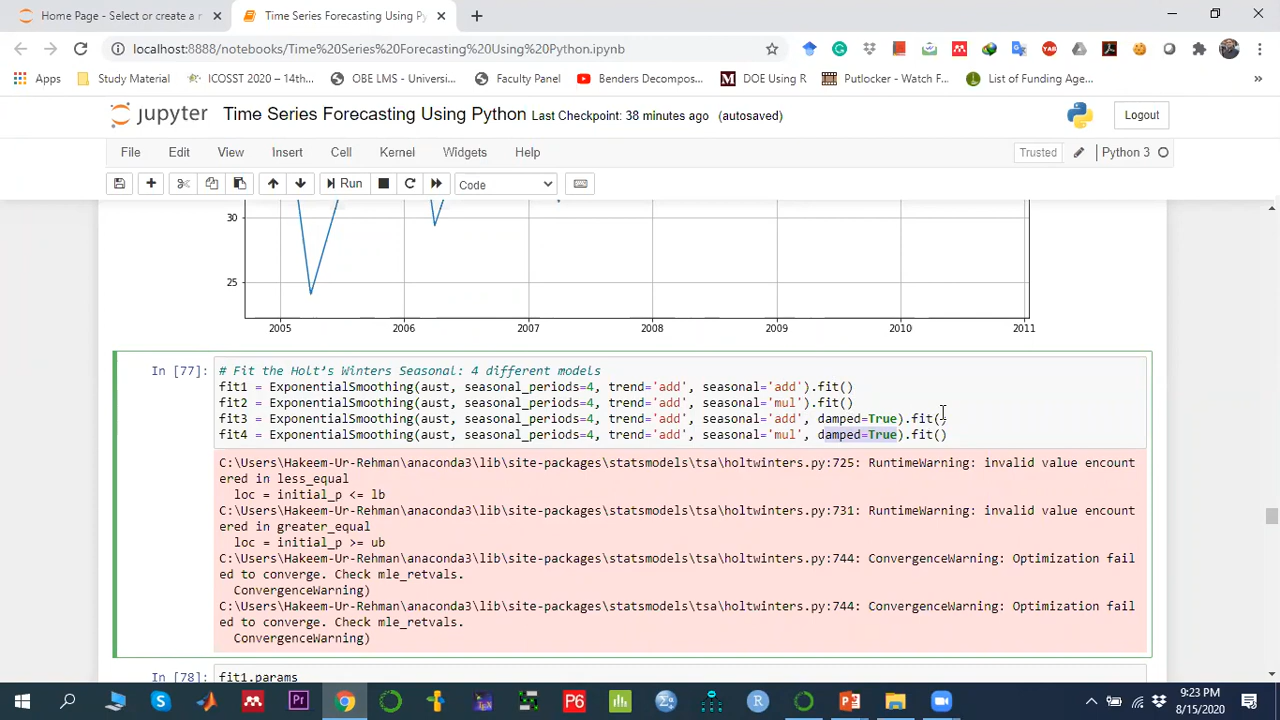 Home Page - Select or create a n
Time Series Forecasting Using Py
localhost:8888/notebooks/Time%20Series%20Forecasting%20Using%20Python.ipynb
Apps Study Material ICOSST 2020 – 14th... OBE LMS - Universi... Faculty Panel Benders Decompos... DOE Using R Putlocker - Watch F... List of Funding Age... »
jupyter Time Series Forecasting Using Python Last Checkpoint: 38 minutes ago (autosaved) Logout
File Edit View Insert Cell Kernel Widgets Help Trusted Python 3
Run Code
30
25
2005 2006 2007 2008 2009 2010 2011
In [77]: # Fit the Holt's Winters Seasonal: 4 different models
fit1 = ExponentialSmoothing(aust, seasonal_periods=4, trend='add', seasonal='add').fit()
fit2 = ExponentialSmoothing(aust, seasonal_periods=4, trend='add', seasonal='mul').fit()
fit3 = ExponentialSmoothing(aust, seasonal_periods=4, trend='add', seasonal='add', damped=True).fit()
fit4 = ExponentialSmoothing(aust, seasonal_periods=4, trend='add', seasonal='mul', damped=True).fit()
C:\Users\Hakeem-Ur-Rehman\anaconda3\lib\site-packages\statsmodels\tsa\holtwinters.py:725: RuntimeWarning: invalid value encount
ered in less_equal
loc = initial_p <= lb
C:\Users\Hakeem-Ur-Rehman\anaconda3\lib\site-packages\statsmodels\tsa\holtwinters.py:731: RuntimeWarning: invalid value encount
ered in greater_equal
loc = initial_p >= ub
C:\Users\Hakeem-Ur-Rehman\anaconda3\lib\site-packages\statsmodels\tsa\holtwinters.py:744: ConvergenceWarning: Optimization fail
ed to converge. Check mle_retvals.
ConvergenceWarning)
C:\Users\Hakeem-Ur-Rehman\anaconda3\lib\site-packages\statsmodels\tsa\holtwinters.py:744: ConvergenceWarning: Optimization fail
ed to converge. Check mle_retvals.
ConvergenceWarning)
In [78]: fit1.params
Pr P6 R
9:23 PM
8/15/2020